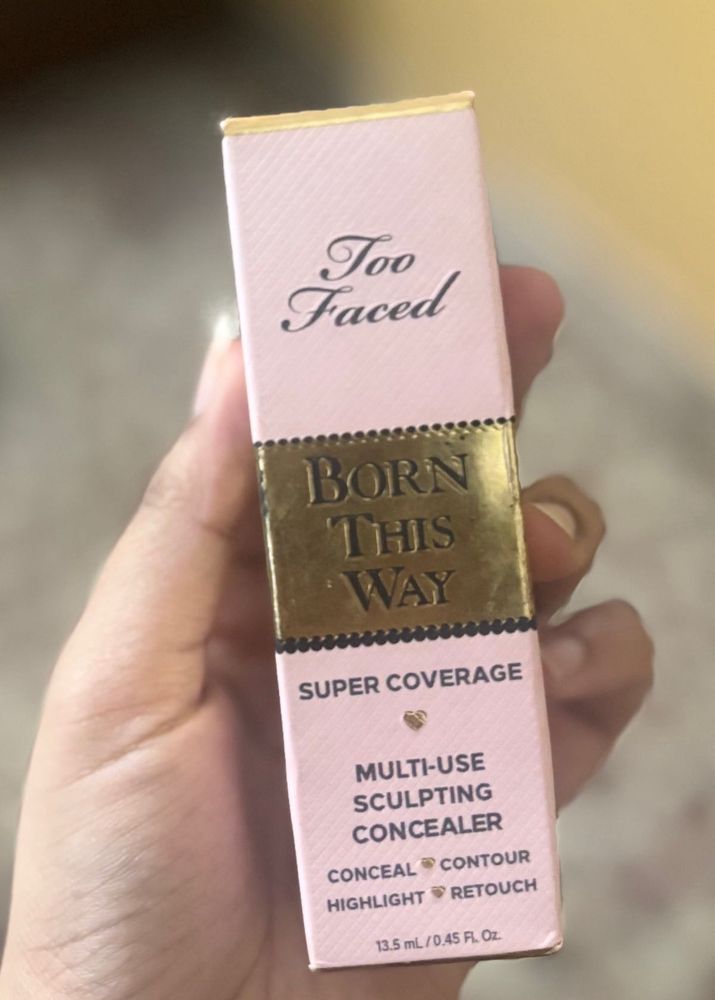 Too
Faced
BORN
THIS
WAY
SUPER COVERAGE
MULTI-USE
SCULPTING
CONCEALER
CONCEAL CONTOUR
HIGHLIGHT RETOUCH
13.5 mL / 0.45 Fl. Oz.